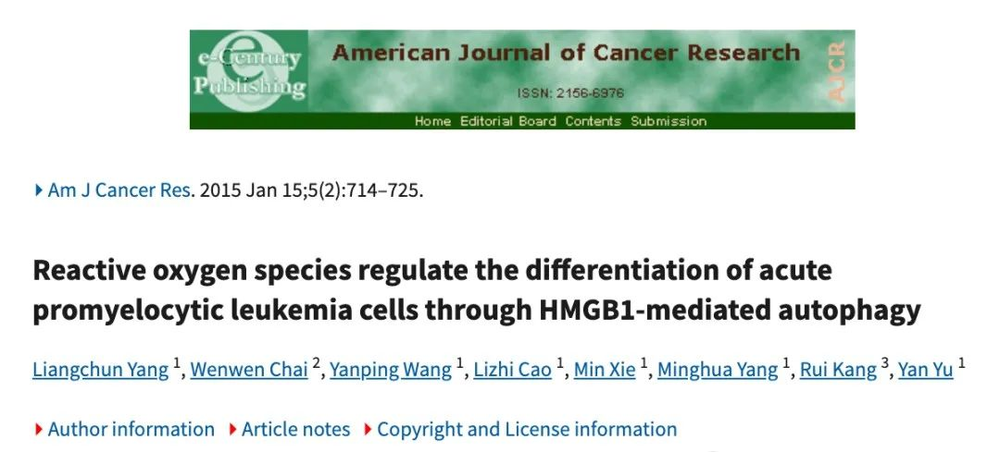 e-Century
Publishing
American Journal of Cancer Research
ISSN: 2156-6976
AJCR
Home Editorial Board Contents Submission
Am J Cancer Res. 2015 Jan 15;5(2):714–725.
Reactive oxygen species regulate the differentiation of acute
promyelocytic leukemia cells through HMGB1-mediated autophagy
Liangchun Yang 1, Wenwen Chai 2, Yanping Wang 1, Lizhi Cao 1, Min Xie 1, Minghua Yang 1, Rui Kang 3, Yan Yu 1
Author information Article notes Copyright and License information